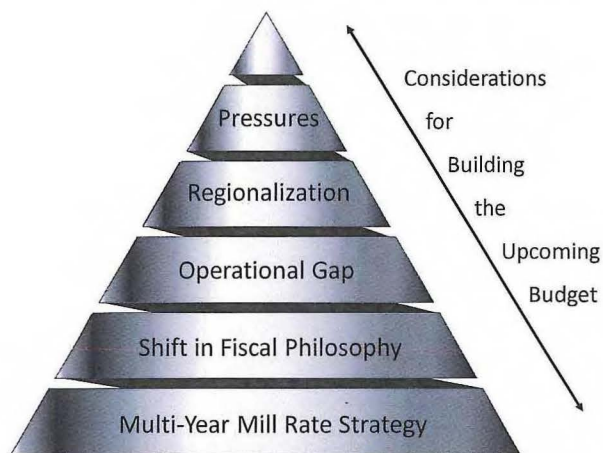 Pressures
Regionalization
Operational Gap
Shift in Fiscal Philosophy
Multi-Year Mill Rate Strategy
Considerations
for
Building
the
Upcoming
Budget